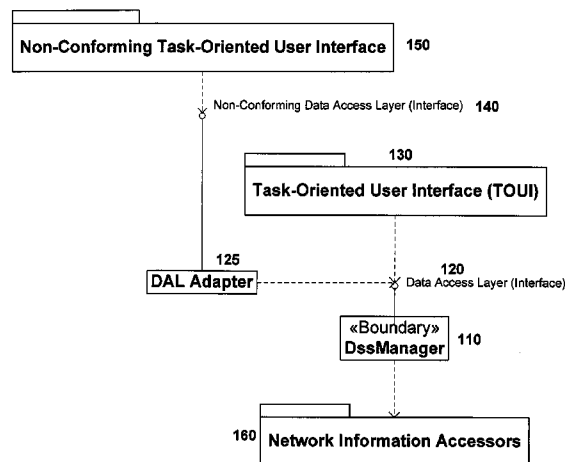 Non-Conforming Task-Oriented User Interface 150
Non-Conforming Data Access Layer (Interface) 140
130
Task-Oriented User Interface (TOUI)
125
DAL Adapter
120
Data Access Layer (Interface)
«Boundary»
DssManager 110
160 Network Information Accessors